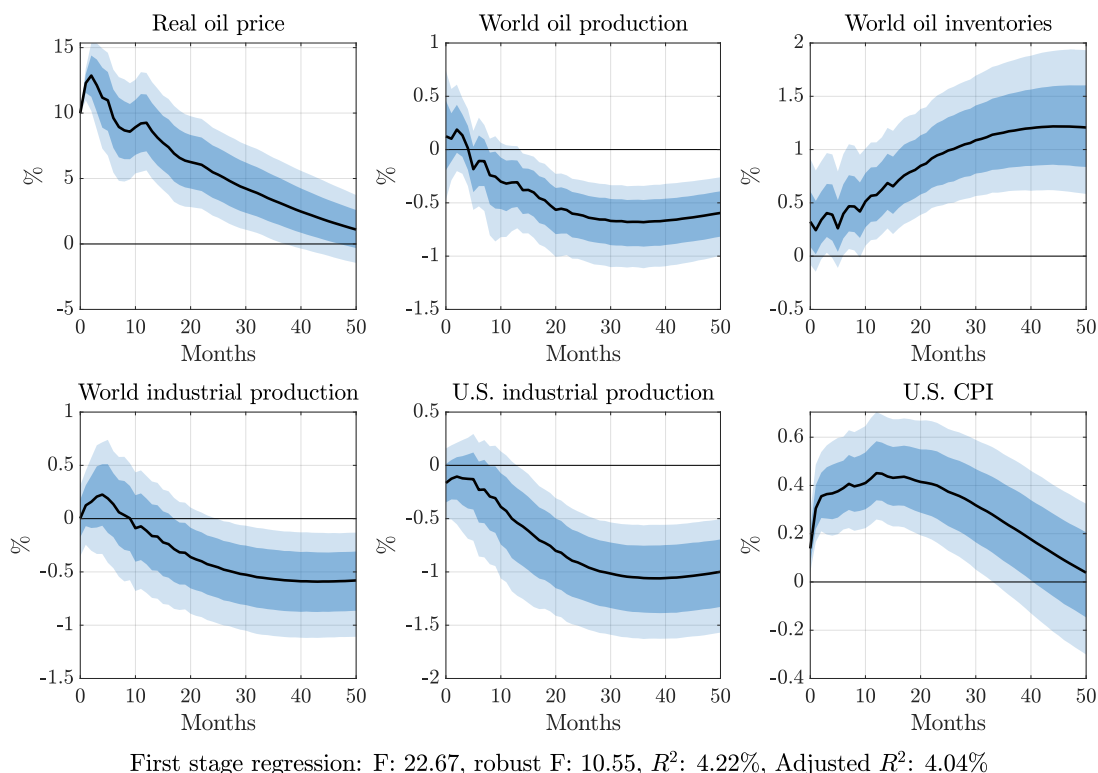 Real oil price
World oil production
World oil inventories
15
10
5
0
-5
%
0 10 20 30 40 50
Months
1
0.5
0
-0.5
-1
-1.5
%
0 10 20 30 40 50
Months
2
1.5
1
0.5
0
-0.5
%
0 10 20 30 40 50
Months
World industrial production
U.S. industrial production
U.S. CPI
1
0.5
0
-0.5
-1
-1.5
%
0 10 20 30 40 50
Months
0.5
0
-0.5
-1
-1.5
-2
%
0 10 20 30 40 50
Months
0.6
0.4
0.2
0
-0.2
-0.4
%
0 10 20 30 40 50
Months
First stage regression: F: 22.67, robust F: 10.55, R²: 4.22%, Adjusted R²: 4.04%